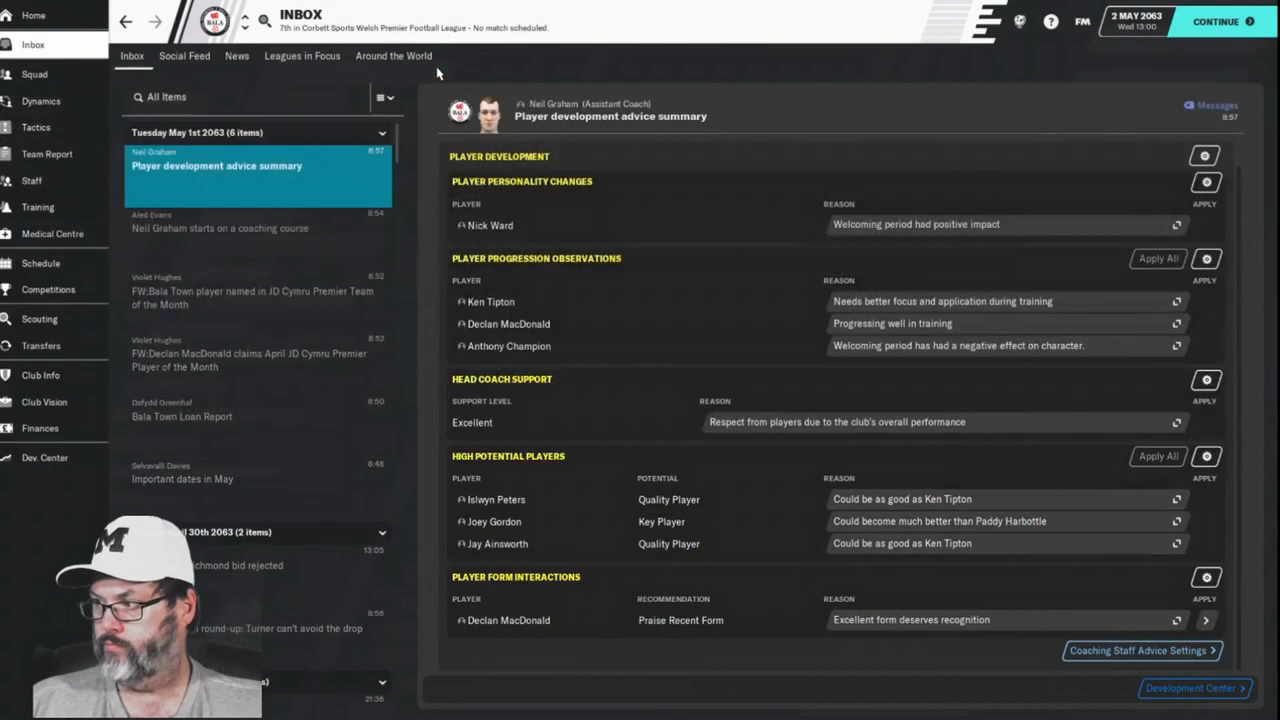 Home
Inbox
Squad
Dynamics
Tactics
Team Report
Staff
Training
Medical Centre
Schedule
Competitions
Scouting
Transfers
Club Info
Club Vision
Finances
Dev. Center
BALA
INBOX
7th in Corbett Sports Welsh Premier Football League - No match scheduled.
FM
2 MAY 2063
Wed 13:00
CONTINUE
Inbox Social Feed News Leagues in Focus Around the World
All Items
Tuesday May 1st 2063 (6 items)
Neil Graham 8:57
Player development advice summary
Aled Evans 8:54
Neil Graham starts on a coaching course
Violet Hughes 8:52
FW:Bala Town player named in JD Cymru Premier Team
of the Month
Violet Hughes 8:52
FW:Declan MacDonald claims April JD Cymru Premier
Player of the Month
Dafydd Greenhaf 8:50
Bala Town Loan Report
Selvavalli Davies 8:48
Important dates in May
il 30th 2063 (2 items)
13:05
ichmond bid rejected
8:56
round-up: Turner can't avoid the drop
s)
21:36
M
BALA
Neil Graham (Assistant Coach)
Player development advice summary
Messages
8:57
PLAYER DEVELOPMENT
PLAYER PERSONALITY CHANGES
PLAYER REASON APPLY
Nick Ward Welcoming period had positive impact
PLAYER PROGRESSION OBSERVATIONS Apply All
PLAYER REASON APPLY
Ken Tipton Needs better focus and application during training
Declan MacDonald Progressing well in training
Anthony Champion Welcoming period has had a negative effect on character.
HEAD COACH SUPPORT
SUPPORT LEVEL REASON APPLY
Excellent Respect from players due to the club's overall performance
HIGH POTENTIAL PLAYERS Apply All
PLAYER POTENTIAL REASON APPLY
Islwyn Peters Quality Player Could be as good as Ken Tipton
Joey Gordon Key Player Could become much better than Paddy Harbottle
Jay Ainsworth Quality Player Could be as good as Ken Tipton
PLAYER FORM INTERACTIONS
PLAYER RECOMMENDATION REASON APPLY
Declan MacDonald Praise Recent Form Excellent form deserves recognition
Coaching Staff Advice Settings
Development Center